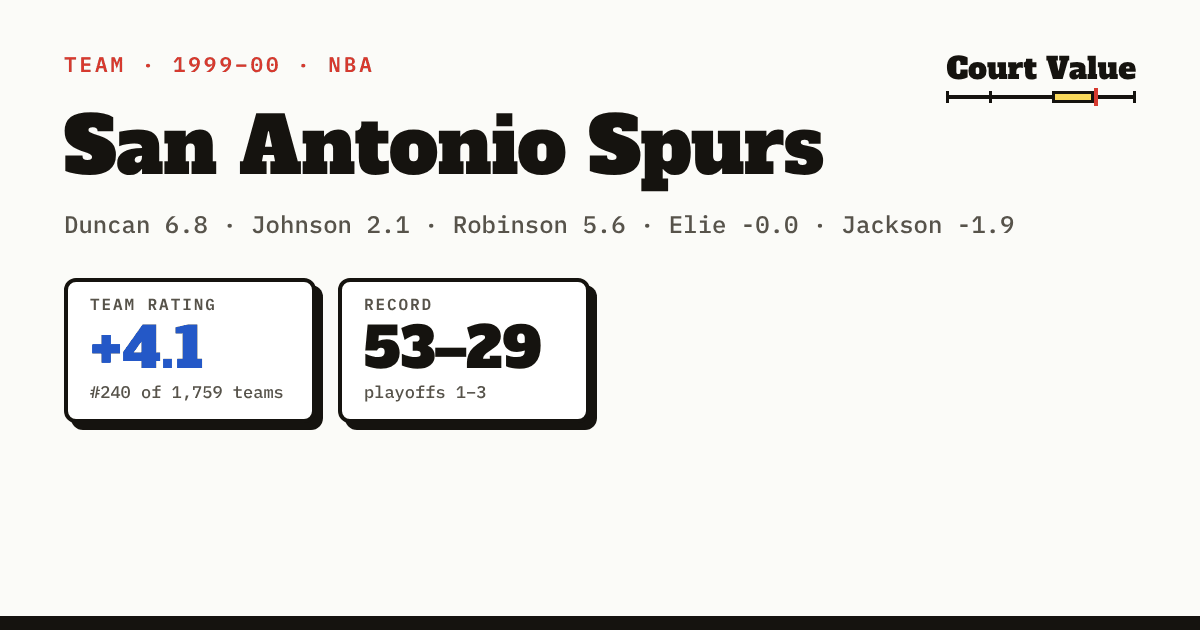 TEAM · 1999–00 · NBA
Court Value
San Antonio Spurs
Duncan 6.8 · Johnson 2.1 · Robinson 5.6 · Elie -0.0 · Jackson -1.9
TEAM RATING
+4.1
#240 of 1,759 teams
RECORD
53–29
playoffs 1–3